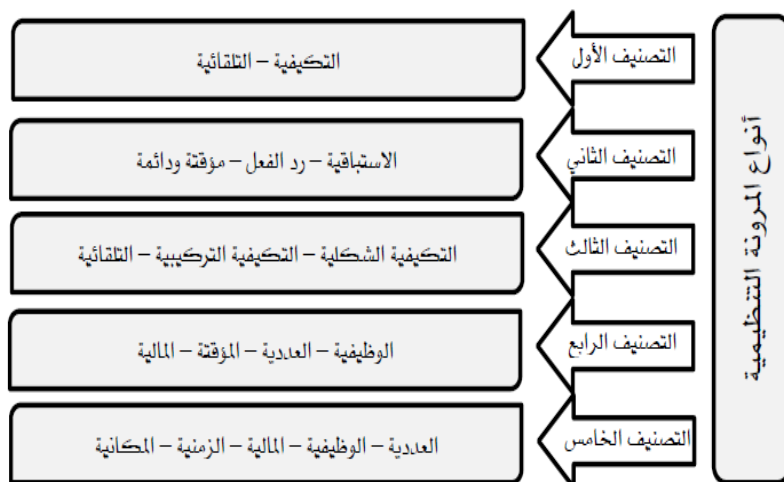 أنواع المرونة التنظيمية
التصنيف الأول
التكيفية – التلقائية
التصنيف الثاني
الاستباقية – رد الفعل – مؤقتة ودائمة
التصنيف الثالث
التكيفية الشكلية – التكيفية التركيبية – التلقائية
التصنيف الرابع
الوظيفية – العددية – المؤقتة – المالية
التصنيف الخامس
العددية – الوظيفية – المالية – الزمنية – المكانية